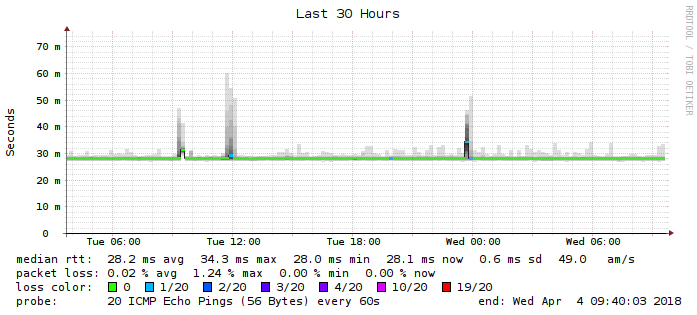 Last 30 Hours
RRDTOOL / TOBI OETIKER
Seconds
70 m
60 m
50 m
40 m
30 m
20 m
10 m
0
Tue 06:00 Tue 12:00 Tue 18:00 Wed 00:00 Wed 06:00
median rtt: 28.2 ms avg 34.3 ms max 28.0 ms min 28.1 ms now 0.6 ms sd 49.0 am/s
packet loss: 0.02 % avg 1.24 % max 0.00 % min 0.00 % now
loss color: 0 1/20 2/20 3/20 4/20 10/20 19/20
probe: 20 ICMP Echo Pings (56 Bytes) every 60s end: Wed Apr 4 09:40:03 2018